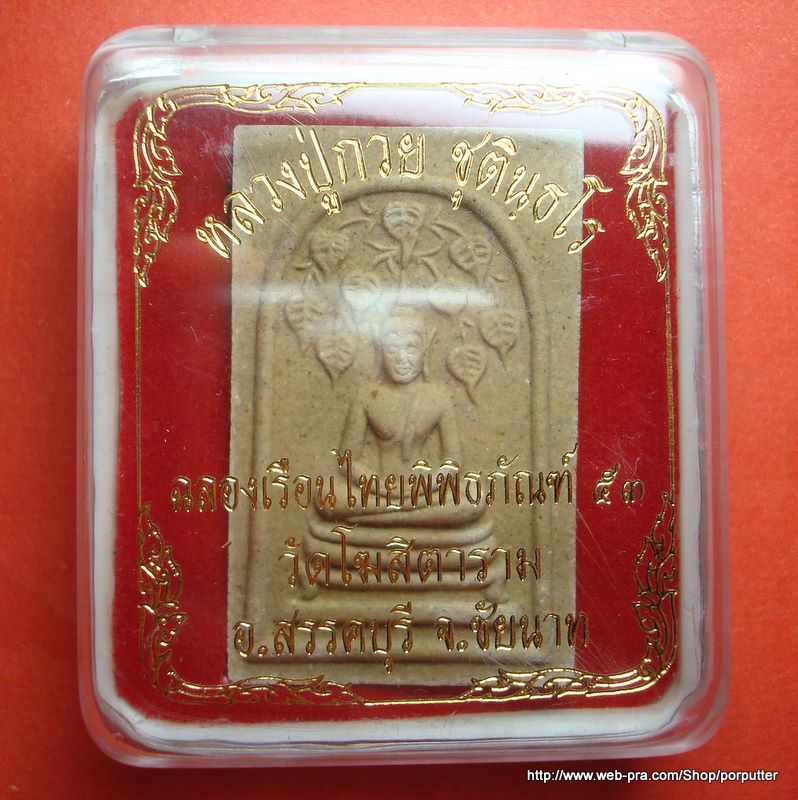 หลวงปู่กวย ชุตินฺธโร
ฉลองเรือนไทยพิพิธภัณฑ์ ๕๓
วัดโฆสิตาราม
อ.สรรคบุรี จ.ชัยนาท
http://www.web-pra.com/Shop/porputter